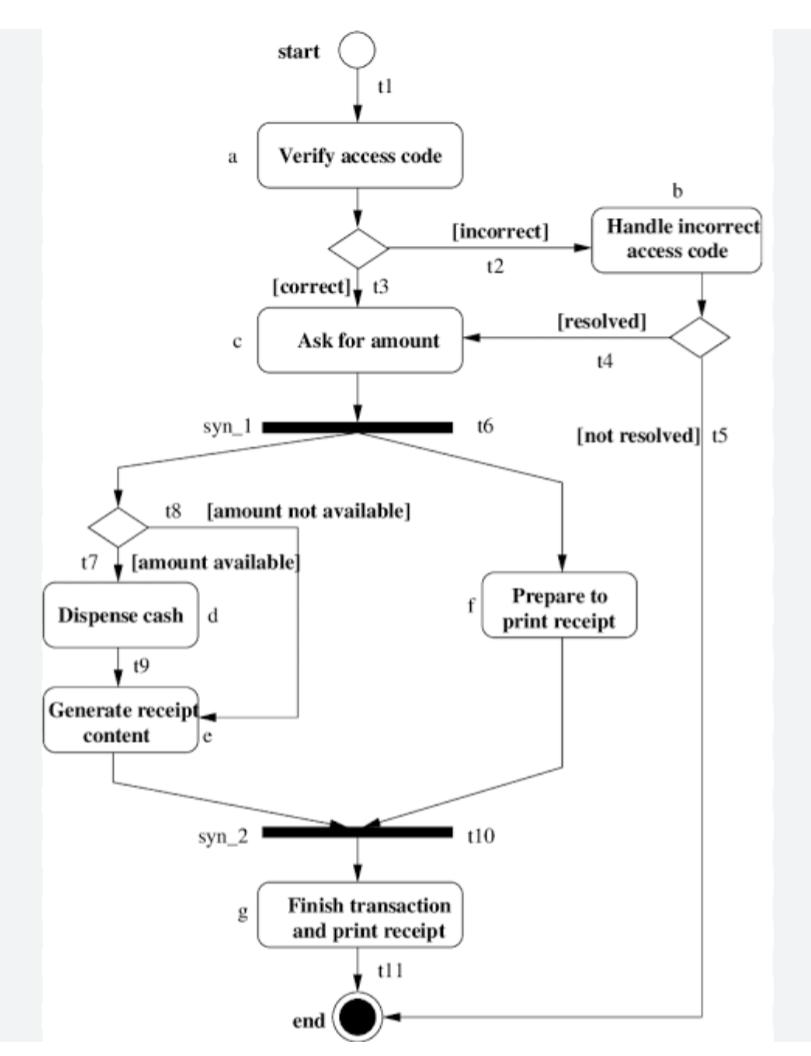 start
t1
a
Verify access code
b
[incorrect]
t2
Handle incorrect
access code
[correct]
t3
c
Ask for amount
[resolved]
t4
syn_1
t6
[not resolved]
t5
t8
[amount not available]
t7
[amount available]
Dispense cash
d
f
Prepare to
print receipt
t9
Generate receipt
content
e
syn_2
t10
g
Finish transaction
and print receipt
t11
end